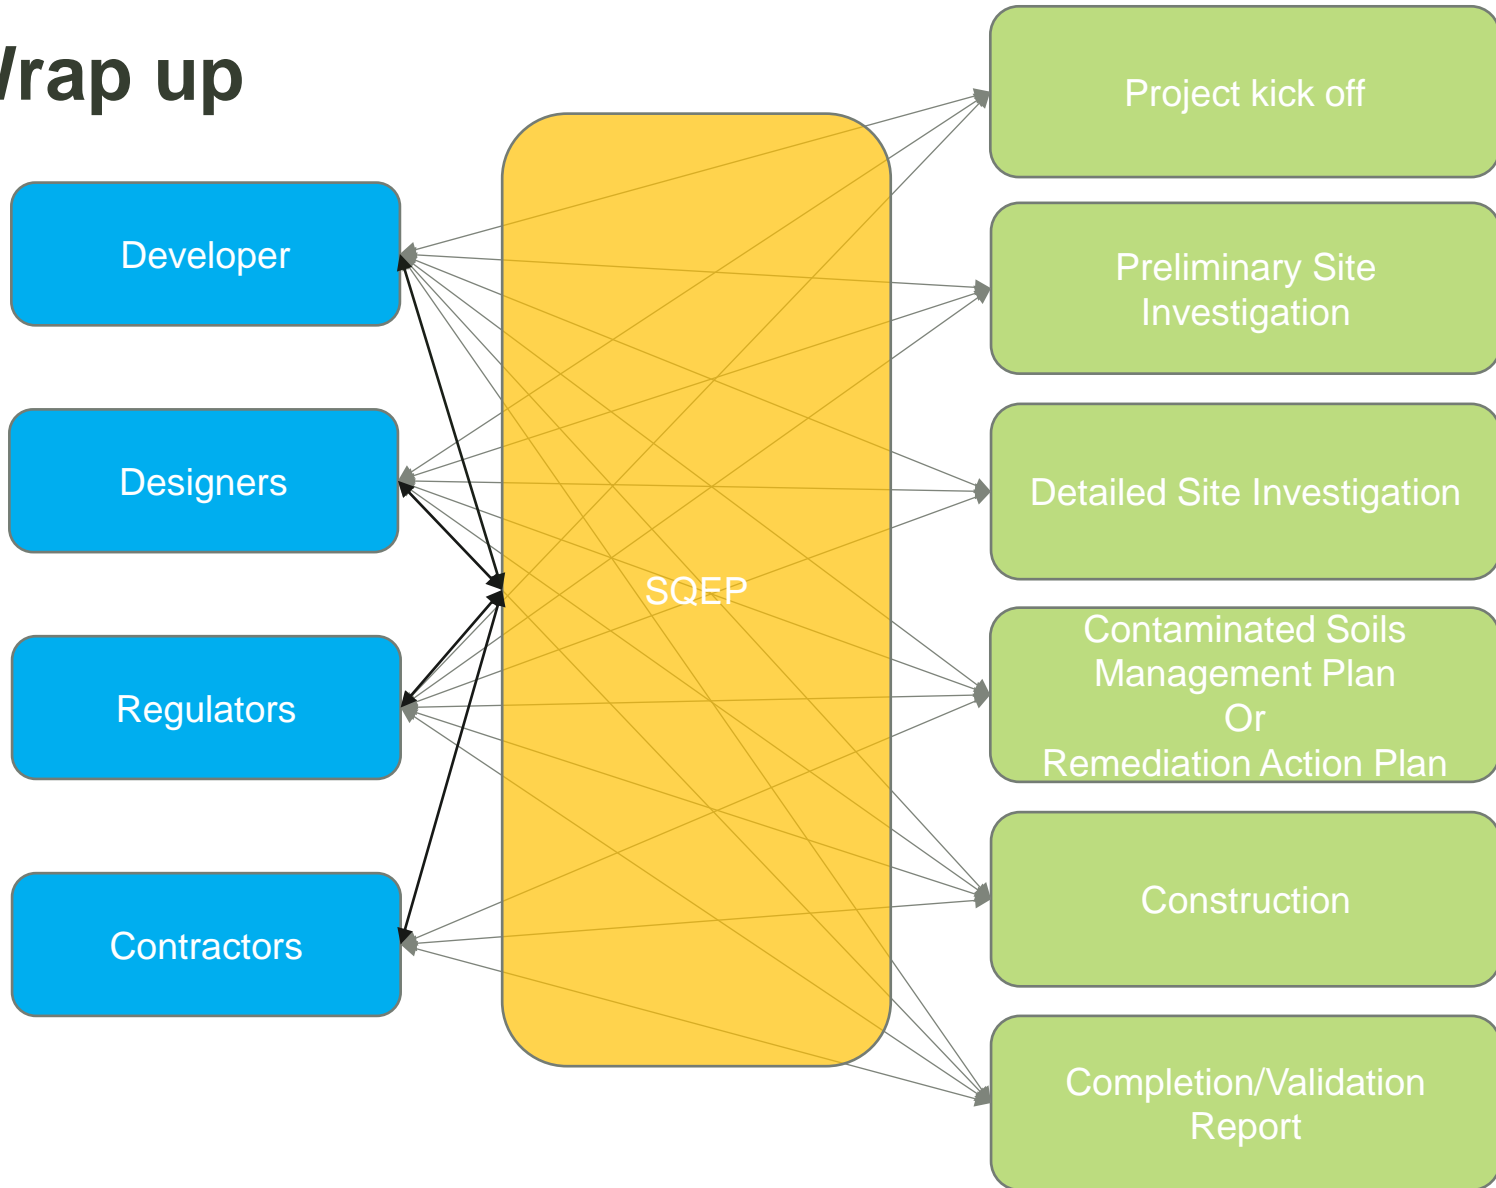 Wrap up
Developer
Designers
Regulators
Contractors
SQEP
Project kick off
Preliminary Site
Investigation
Detailed Site Investigation
Contaminated Soils
Management Plan
Or
Remediation Action Plan
Construction
Completion/Validation
Report